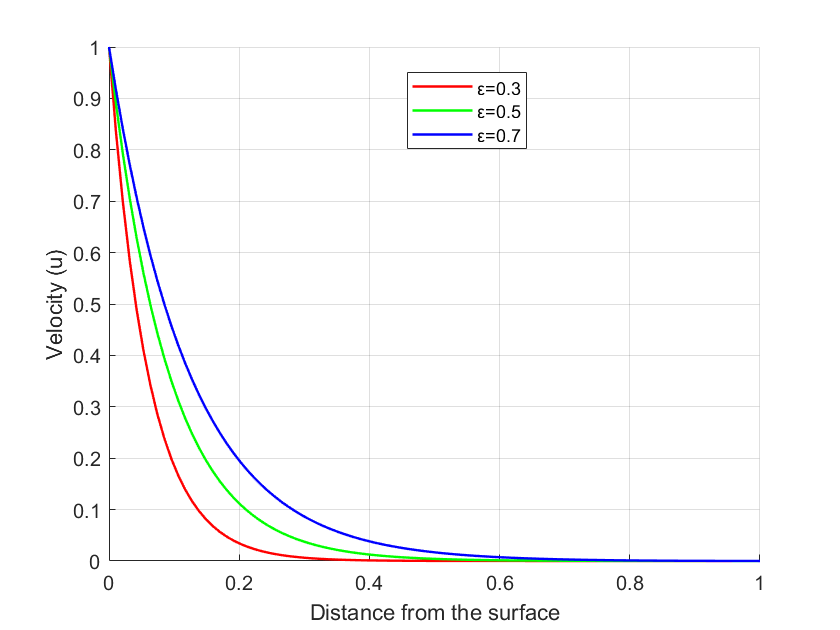 1
0.9
0.8
0.7
0.6
0.5
0.4
0.3
0.2
0.1
0
Velocity (u)
ε=0.3
ε=0.5
ε=0.7
0 0.2 0.4 0.6 0.8 1
Distance from the surface